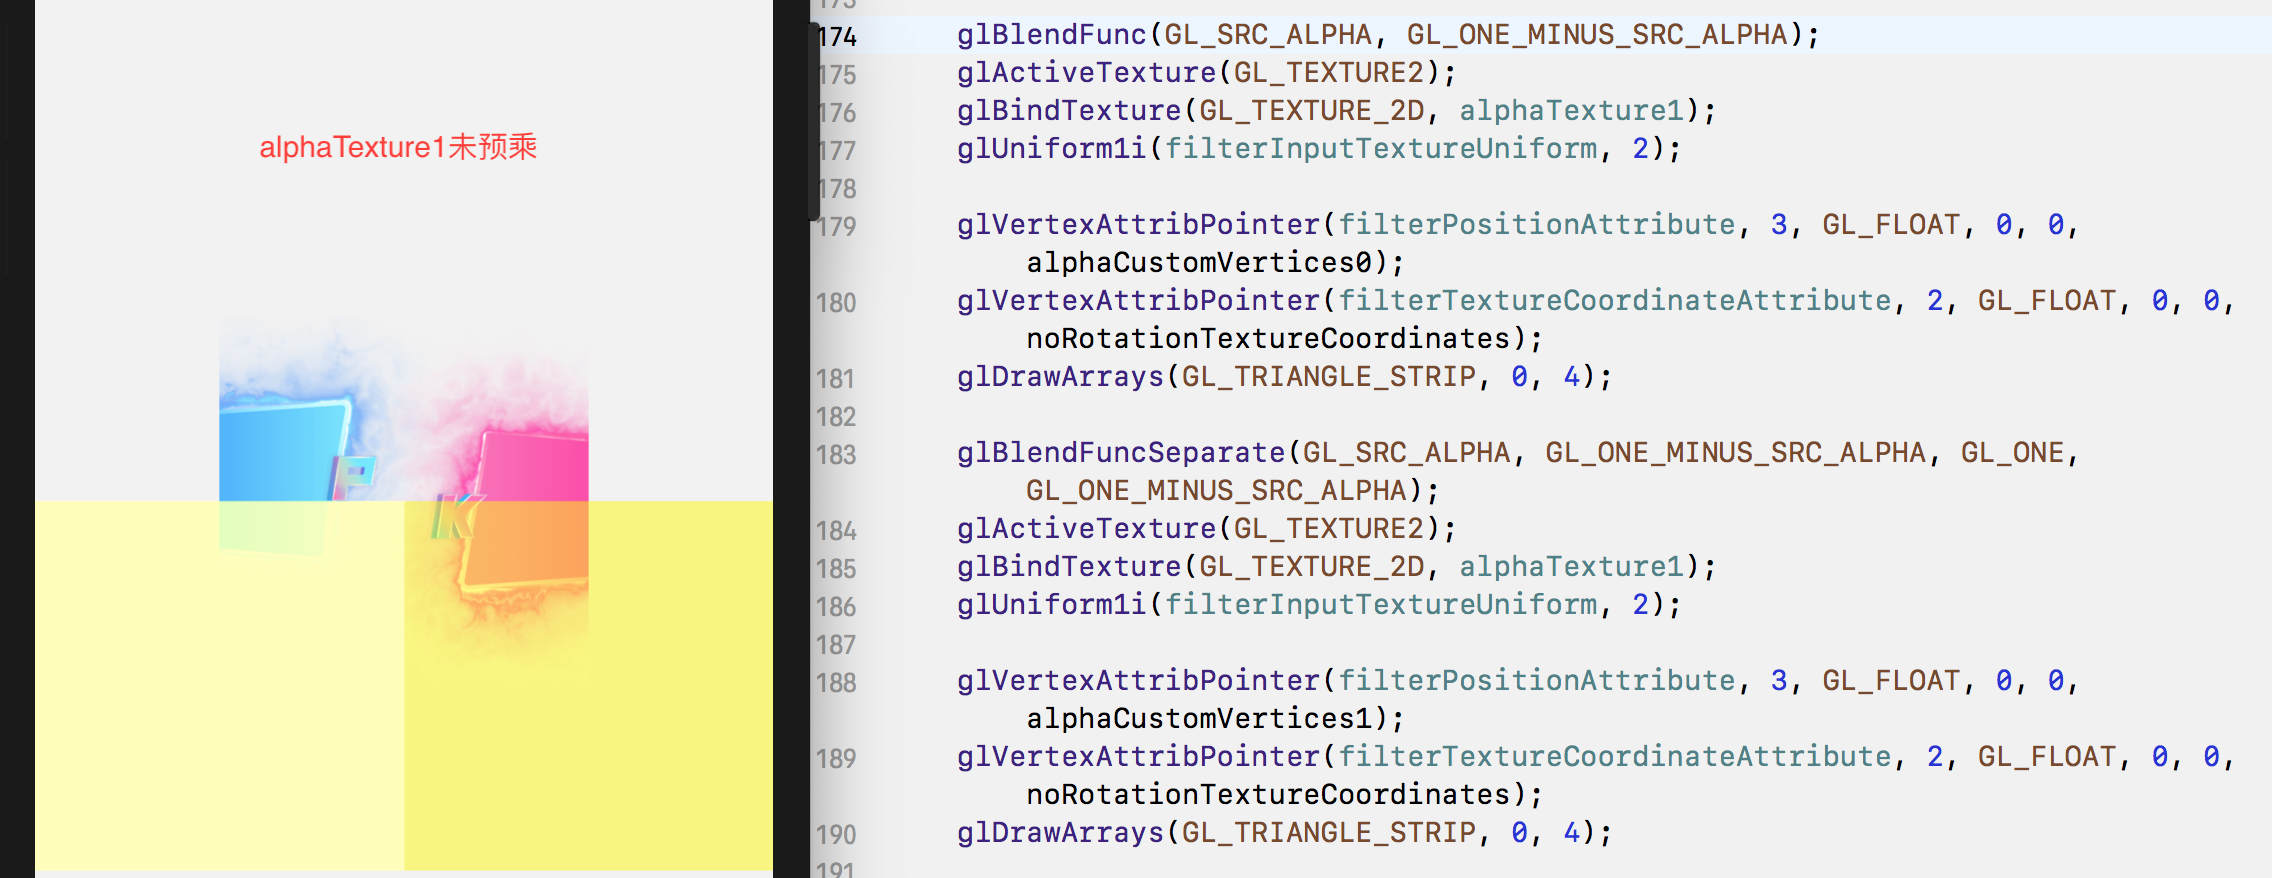 alphaTexture1未预乘
F
K
173
174 glBlendFunc(GL_SRC_ALPHA, GL_ONE_MINUS_SRC_ALPHA);
175 glActiveTexture(GL_TEXTURE2);
176 glBindTexture(GL_TEXTURE_2D, alphaTexture1);
177 glUniform1i(filterInputTextureUniform, 2);
178
179 glVertexAttribPointer(filterPositionAttribute, 3, GL_FLOAT, 0, 0,
alphaCustomVertices0);
180 glVertexAttribPointer(filterTextureCoordinateAttribute, 2, GL_FLOAT, 0, 0,
noRotationTextureCoordinates);
181 glDrawArrays(GL_TRIANGLE_STRIP, 0, 4);
182
183 glBlendFuncSeparate(GL_SRC_ALPHA, GL_ONE_MINUS_SRC_ALPHA, GL_ONE,
GL_ONE_MINUS_SRC_ALPHA);
184 glActiveTexture(GL_TEXTURE2);
185 glBindTexture(GL_TEXTURE_2D, alphaTexture1);
186 glUniform1i(filterInputTextureUniform, 2);
187
188 glVertexAttribPointer(filterPositionAttribute, 3, GL_FLOAT, 0, 0,
alphaCustomVertices1);
189 glVertexAttribPointer(filterTextureCoordinateAttribute, 2, GL_FLOAT, 0, 0,
noRotationTextureCoordinates);
190 glDrawArrays(GL_TRIANGLE_STRIP, 0, 4);
191